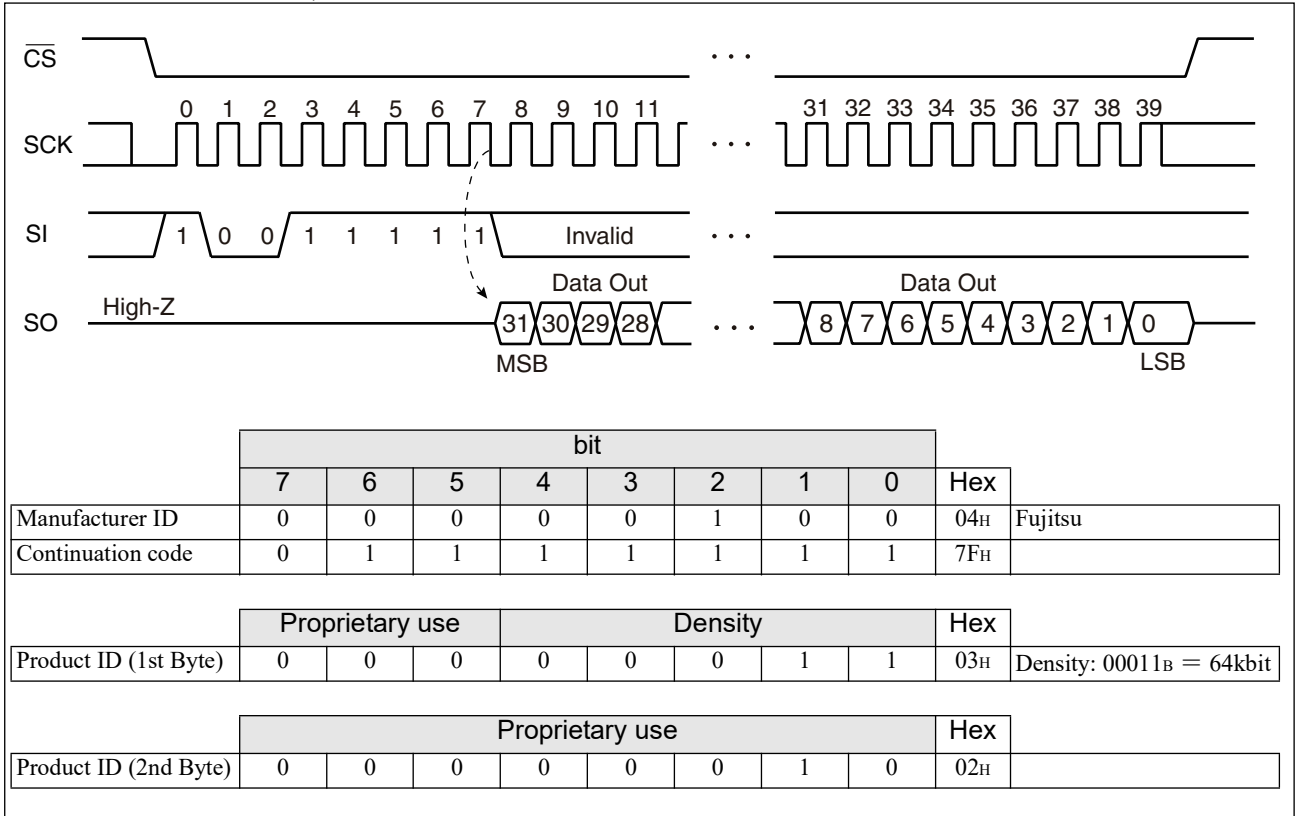 CS
0 1 2 3 4 5 6 7 8 9 10 11 31 32 33 34 35 36 37 38 39
SCK
SI 1 0 0 1 1 1 1 1 Invalid
Data Out Data Out
High-Z
SO 31 30 29 28 8 7 6 5 4 3 2 1 0
MSB LSB
bit
7 6 5 4 3 2 1 0 Hex
Manufacturer ID 0 0 0 0 0 1 0 0 04H Fujitsu
Continuation code 0 1 1 1 1 1 1 1 7FH
Proprietary use Density Hex
Product ID (1st Byte) 0 0 0 0 0 0 1 1 03H Density: 00011B = 64kbit
Proprietary use Hex
Product ID (2nd Byte) 0 0 0 0 0 0 1 0 02H